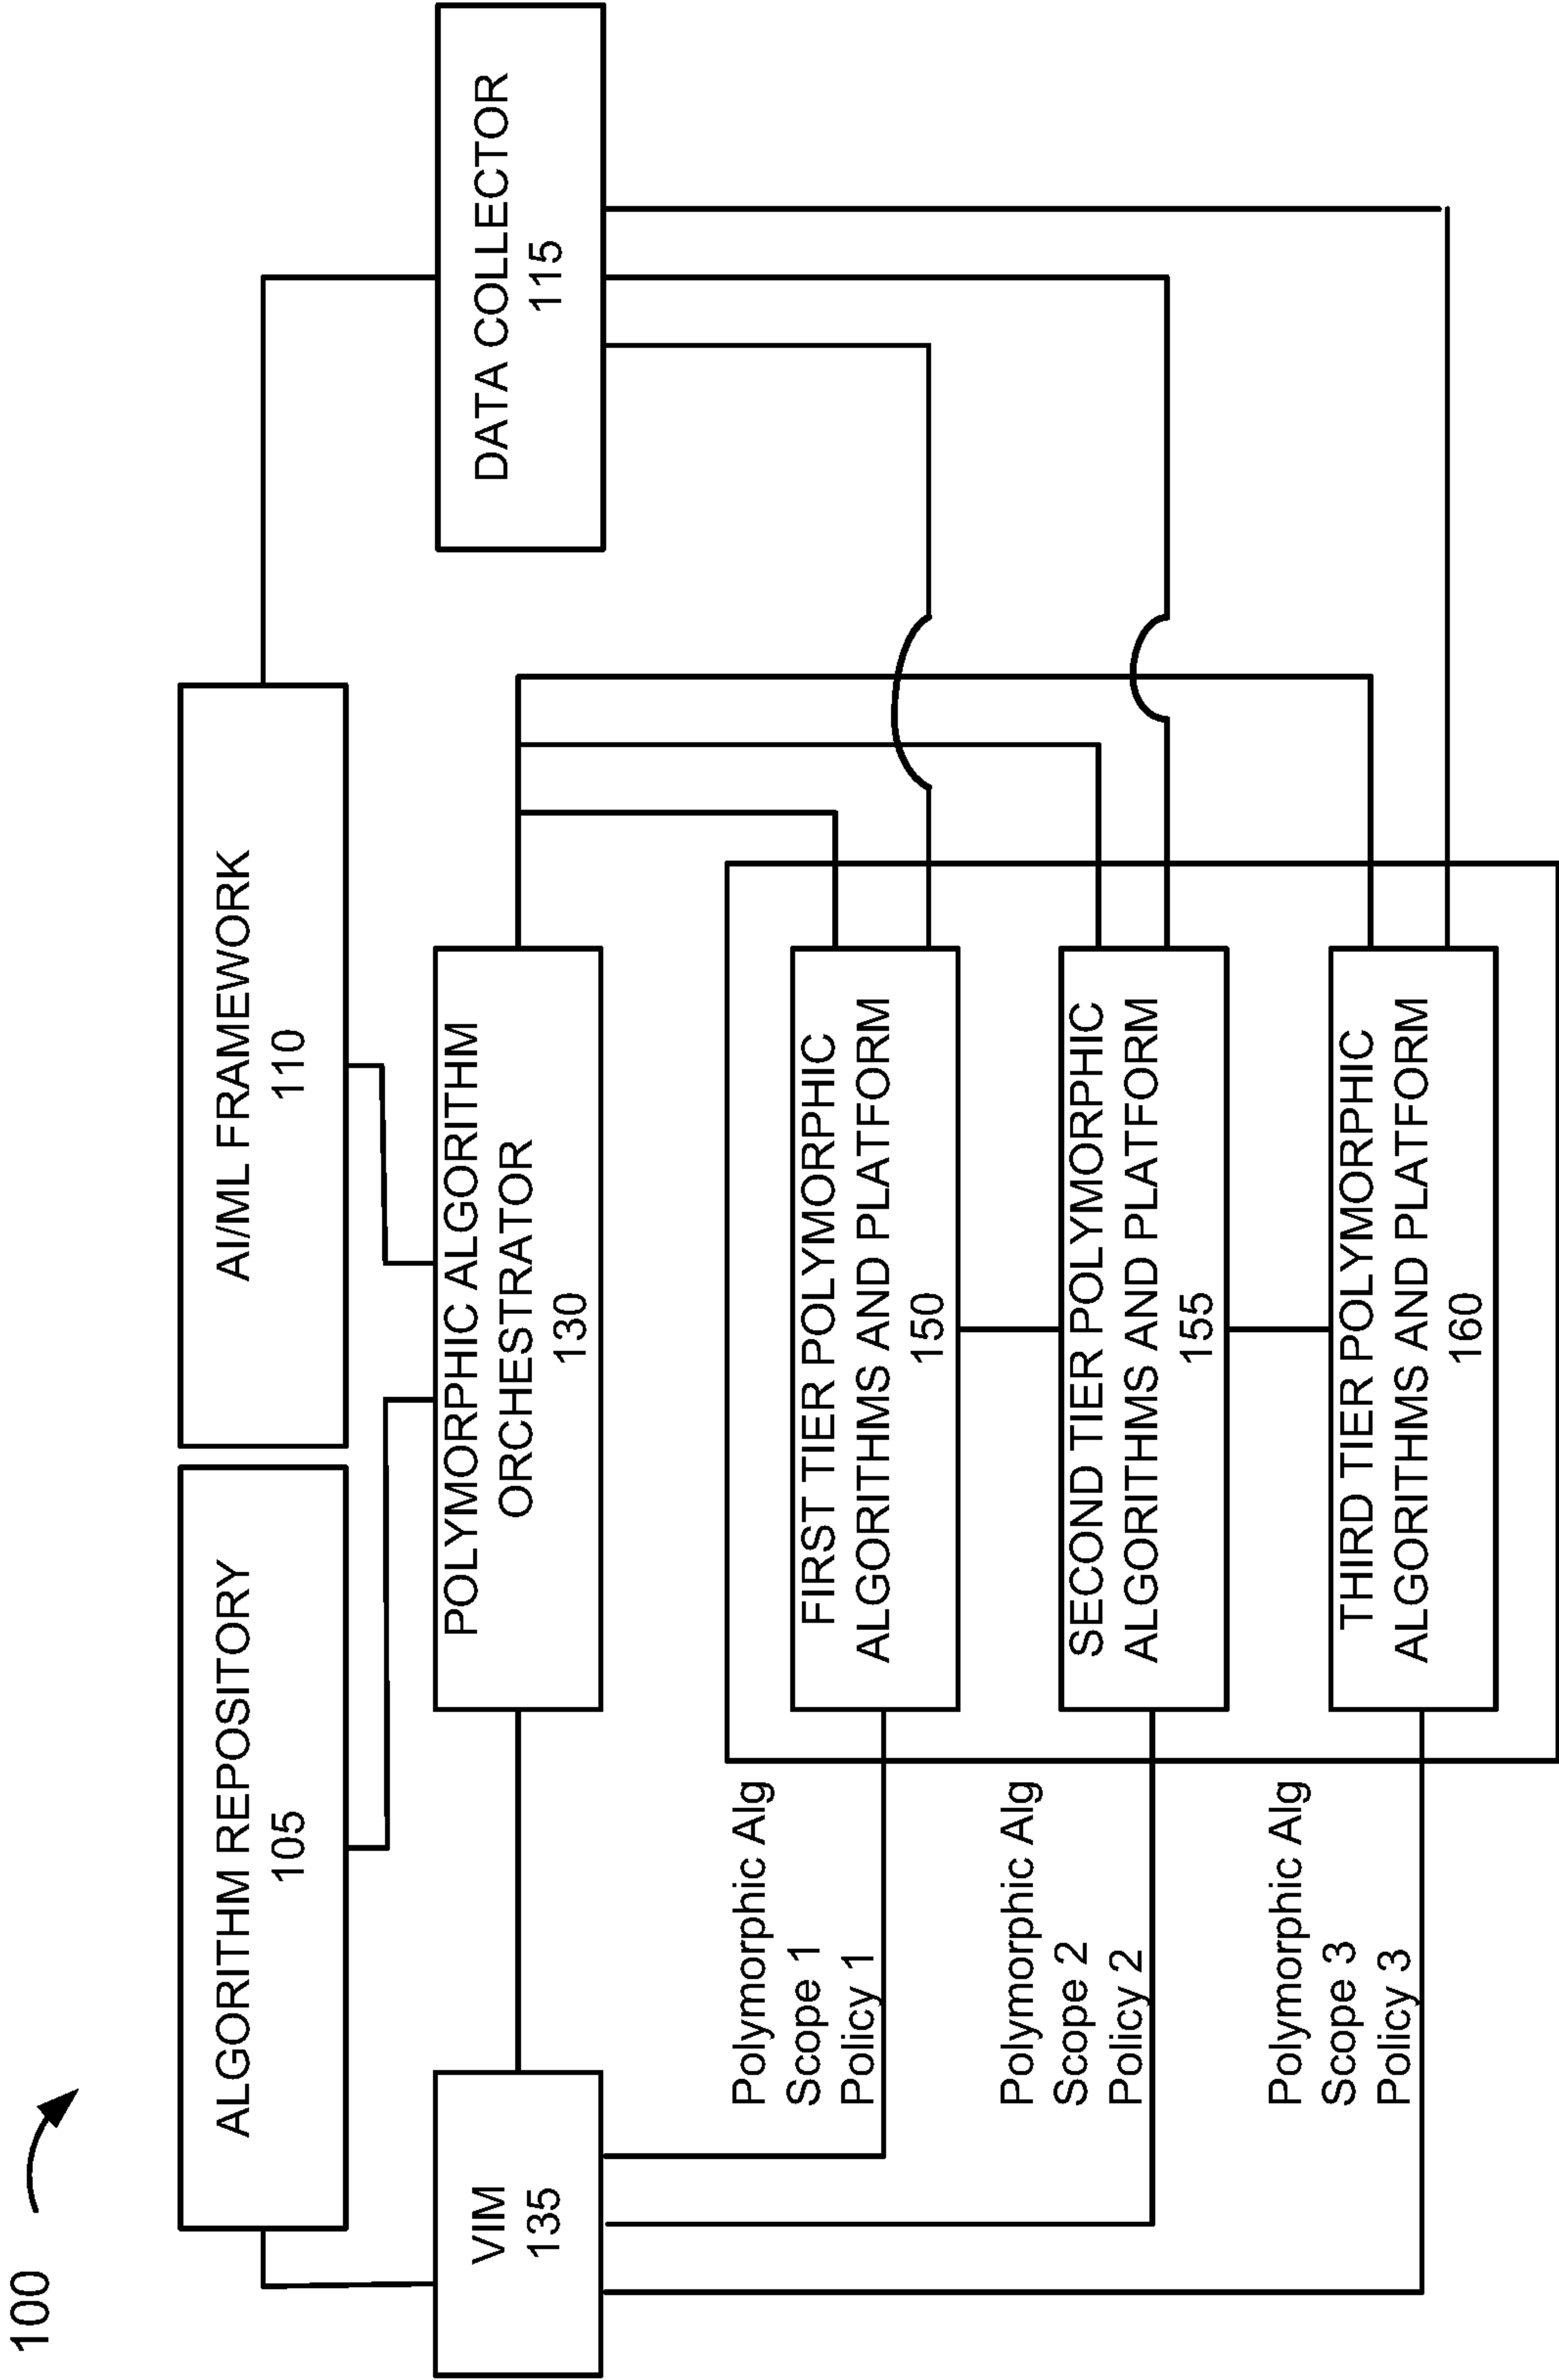 100
ALGORITHM REPOSITORY
105
AI/ML FRAMEWORK
110
VIM
135
POLYMORPHIC ALGORITHM
ORCHESTRATOR
130
DATA COLLECTOR
115
Polymorphic Alg
Scope 1
Policy 1
FIRST TIER POLYMORPHIC
ALGORITHMS AND PLATFORM
150
Polymorphic Alg
Scope 2
Policy 2
SECOND TIER POLYMORPHIC
ALGORITHMS AND PLATFORM
155
Polymorphic Alg
Scope 3
Policy 3
THIRD TIER POLYMORPHIC
ALGORITHMS AND PLATFORM
160